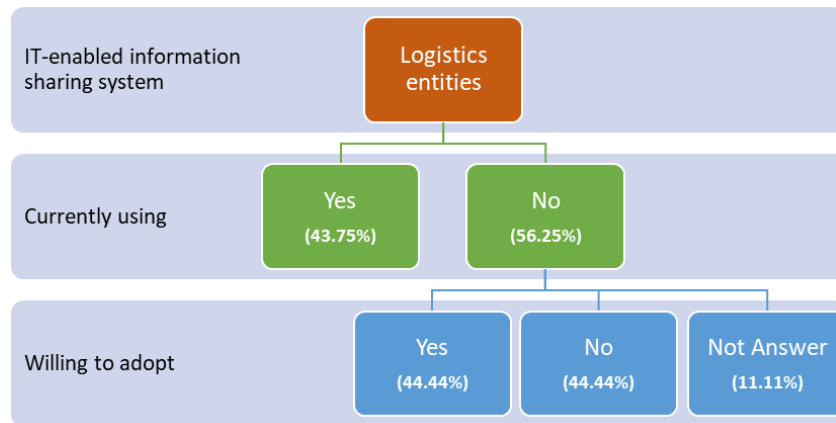 IT-enabled information
sharing system
Logistics
entities
Currently using
Yes
(43.75%)
No
(56.25%)
Willing to adopt
Yes
(44.44%)
No
(44.44%)
Not Answer
(11.11%)